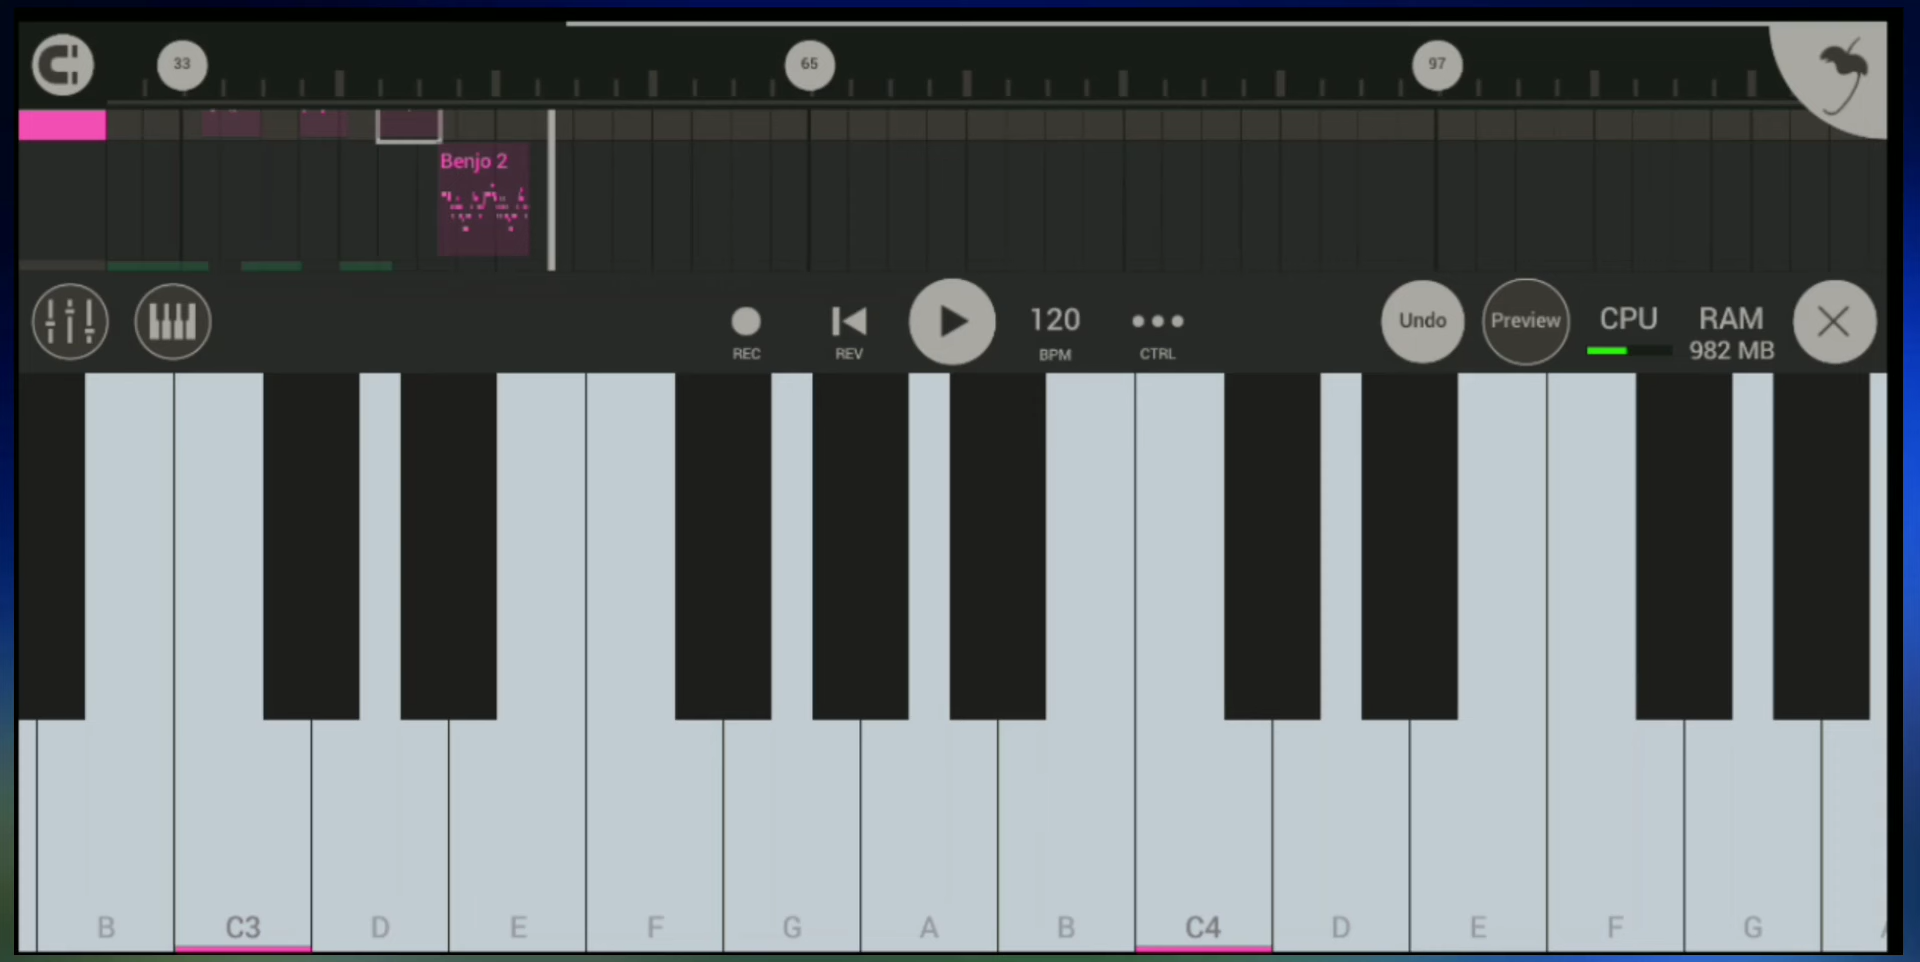 33 65 97
Benjo 2
120 Undo Preview CPU RAM
REC REV BPM CTRL 982 MB
B C3 D E F G A B C4 D E F G